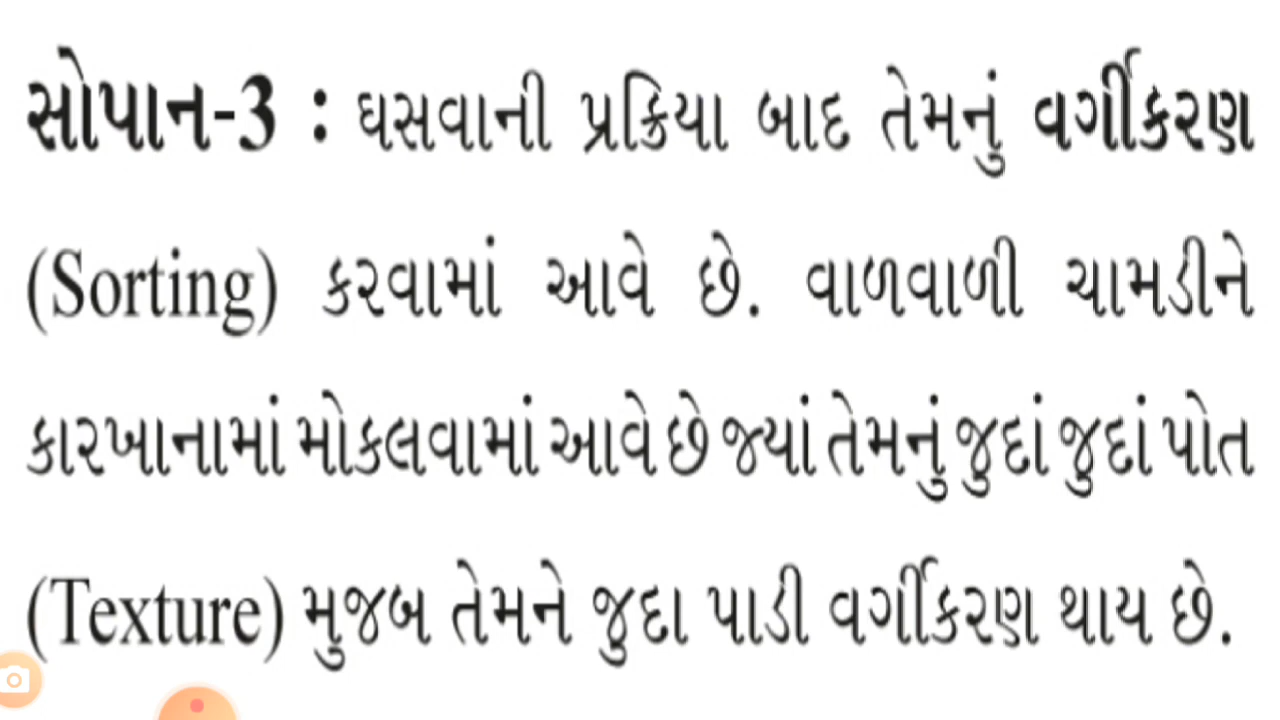 સોપાન-3 : ઘસવાની પ્રક્રિયા બાદ તેમનું વર્ગીકરણ
(Sorting) કરવામાં આવે છે. વાળવાળી ચામડીને
કારખાનામાં મોકલવામાં આવે છે જ્યાં તેમનું જુદાં જુદાં પોત
(Texture) મુજબ તેમને જુદા પાડી વર્ગીકરણ થાય છે.